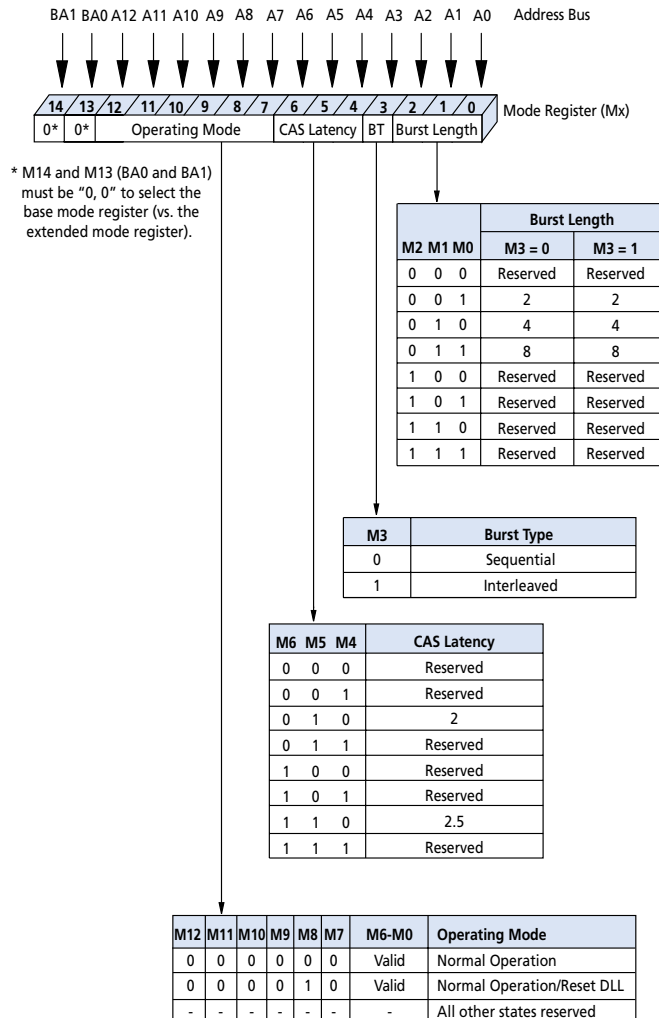 BA1 BA0 A12 A11 A10 A9 A8 A7 A6 A5 A4 A3 A2 A1 A0 Address Bus
14 13 12 11 10 9 8 7 6 5 4 3 2 1 0 Mode Register (Mx)
0* 0* Operating Mode CAS Latency BT Burst Length
* M14 and M13 (BA0 and BA1)
must be “0, 0” to select the
base mode register (vs. the
extended mode register).
Burst Length
M2 M1 M0 M3 = 0 M3 = 1
0 0 0 Reserved Reserved
0 0 1 2 2
0 1 0 4 4
0 1 1 8 8
1 0 0 Reserved Reserved
1 0 1 Reserved Reserved
1 1 0 Reserved Reserved
1 1 1 Reserved Reserved
M3 Burst Type
0 Sequential
1 Interleaved
M6 M5 M4 CAS Latency
0 0 0 Reserved
0 0 1 Reserved
0 1 0 2
0 1 1 Reserved
1 0 0 Reserved
1 0 1 Reserved
1 1 0 2.5
1 1 1 Reserved
M12 M11 M10 M9 M8 M7 M6-M0 Operating Mode
0 0 0 0 0 0 Valid Normal Operation
0 0 0 0 1 0 Valid Normal Operation/Reset DLL
- - - - - - - All other states reserved